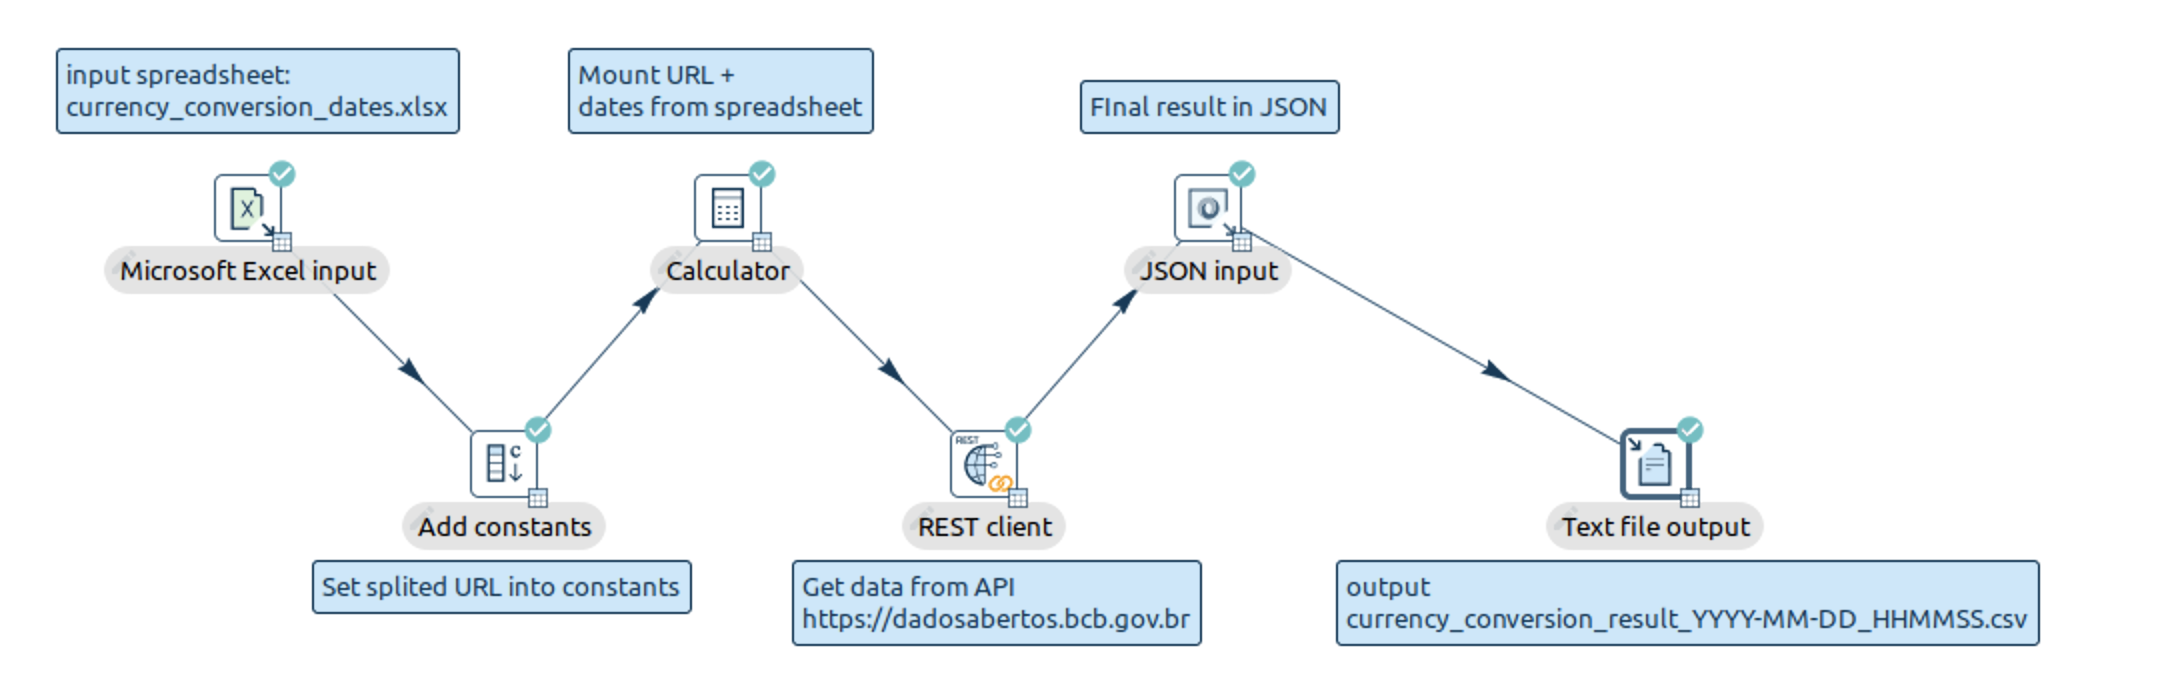 input spreadsheet:
currency_conversion_dates.xlsx
Mount URL +
dates from spreadsheet
FInal result in JSON
Microsoft Excel input
Calculator
JSON input
REST
Add constants
REST client
Text file output
Set splited URL into constants
Get data from API
https://dadosabertos.bcb.gov.br
output
currency_conversion_result_YYYY-MM-DD_HHMMSS.csv
X
C